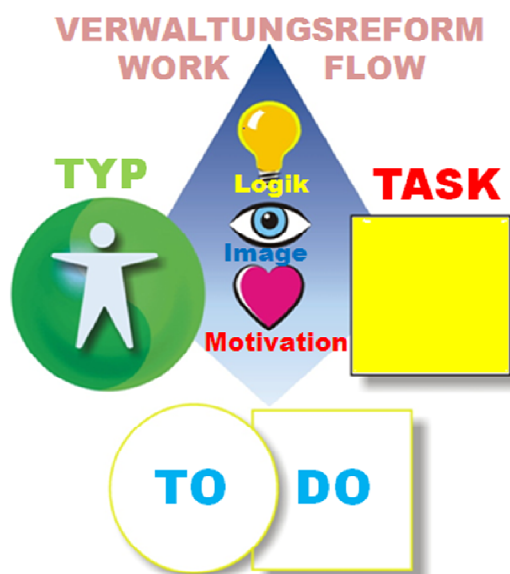 VERWALTUNGSREFORM
WORK FLOW
TYP
Logik
TASK
Image
Motivation
TO DO